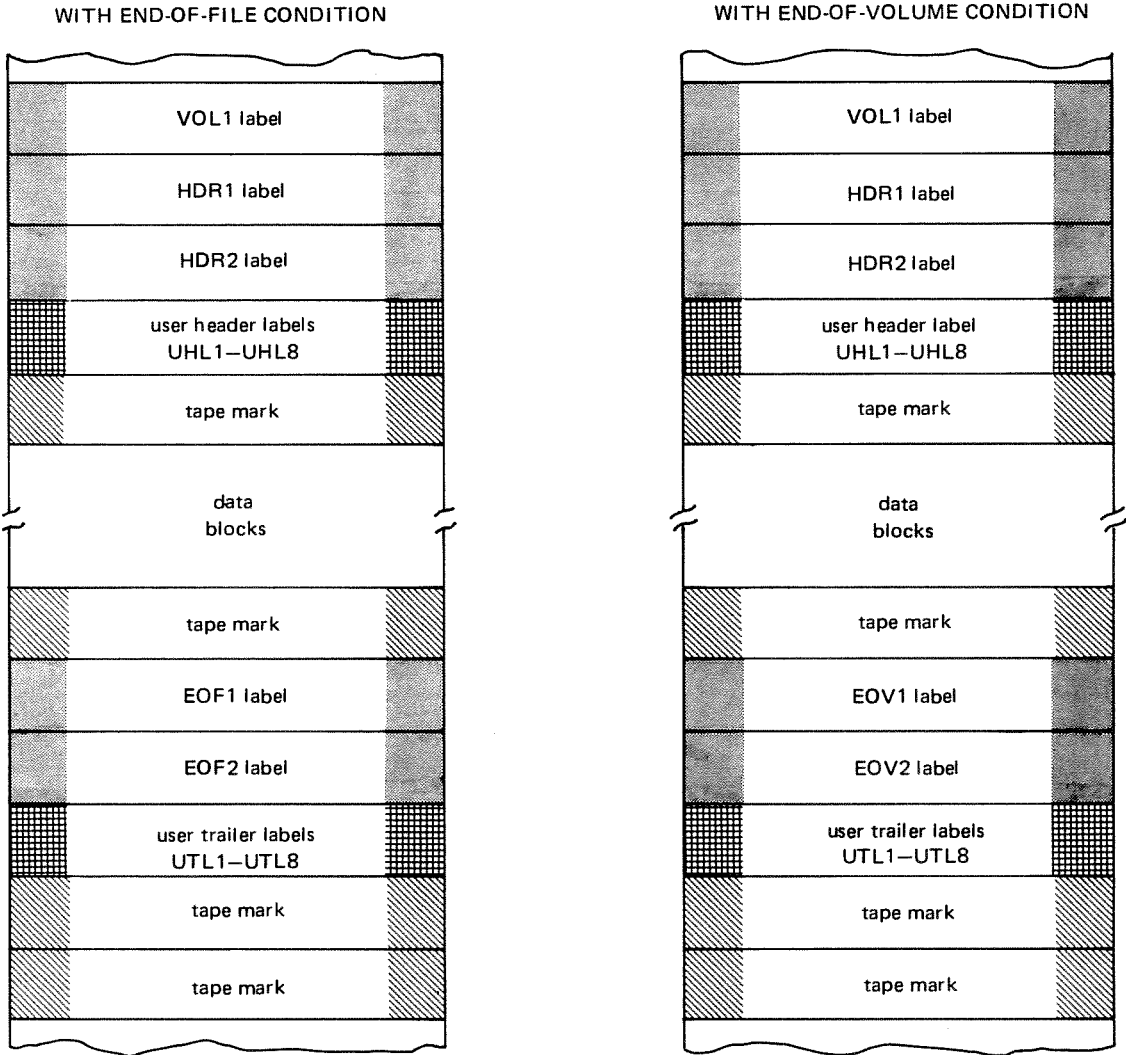 WITH END-OF-FILE CONDITION
VOL1 label
HDR1 label
HDR2 label
user header labels
UHL1—UHL8
tape mark
data
blocks
tape mark
EOF1 label
EOF2 label
user trailer labels
UTL1—UTL8
tape mark
tape mark
WITH END-OF-VOLUME CONDITION
VOL1 label
HDR1 label
HDR2 label
user header label
UHL1—UHL8
tape mark
data
blocks
tape mark
EOV1 label
EOV2 label
user trailer labels
UTL1—UTL8
tape mark
tape mark